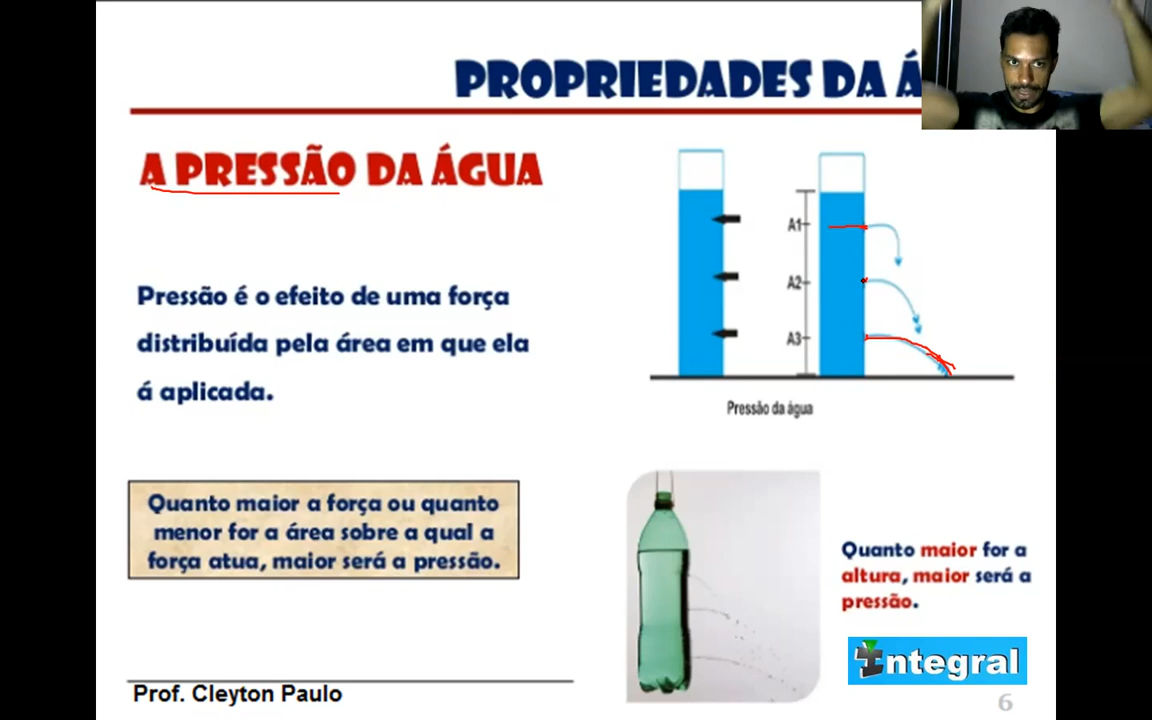 PROPRIEDADES DA Á
A PRESSÃO DA ÁGUA
Pressão é o efeito de uma força
distribuída pela área em que ela
á aplicada.
Quanto maior a força ou quanto
menor for a área sobre a qual a
força atua, maior será a pressão.
A1
A2
A3
Pressão da água
Quanto maior for a
altura, maior será a
pressão.
Integral
Prof. Cleyton Paulo
6